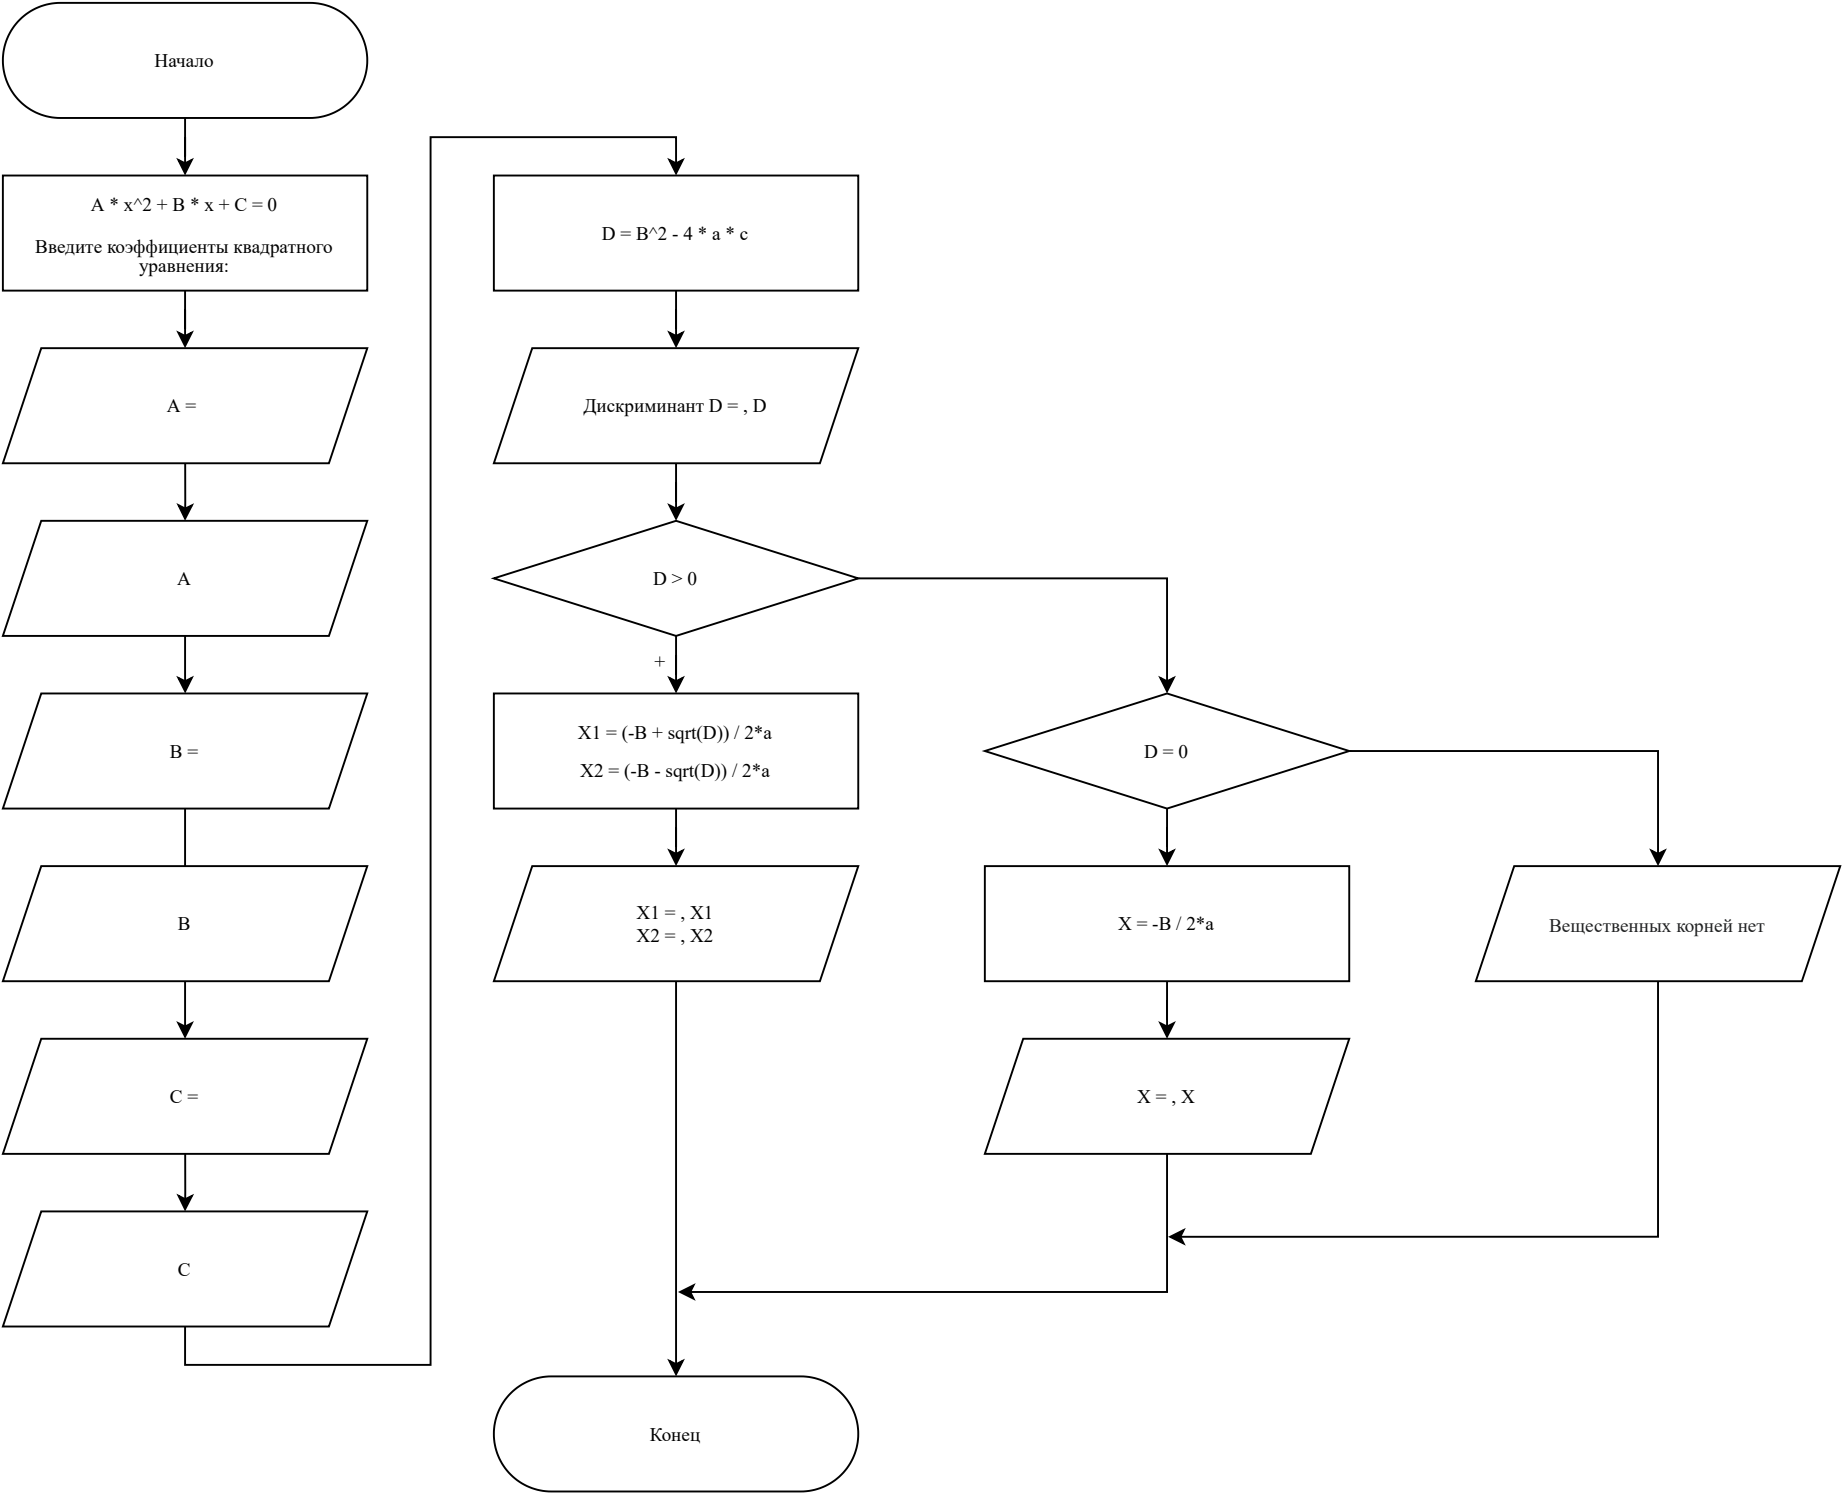 Начало
A * x^2 + B * x + C = 0
Введите коэффициенты квадратного
уравнения:
A =
A
B =
B
C =
C
D = B^2 - 4 * a * c
Дискриминант D = , D
D > 0
+
X1 = (-B + sqrt(D)) / 2*a
X2 = (-B - sqrt(D)) / 2*a
X1 = , X1
X2 = , X2
D = 0
X = -B / 2*a
X = , X
Вещественных корней нет
Конец